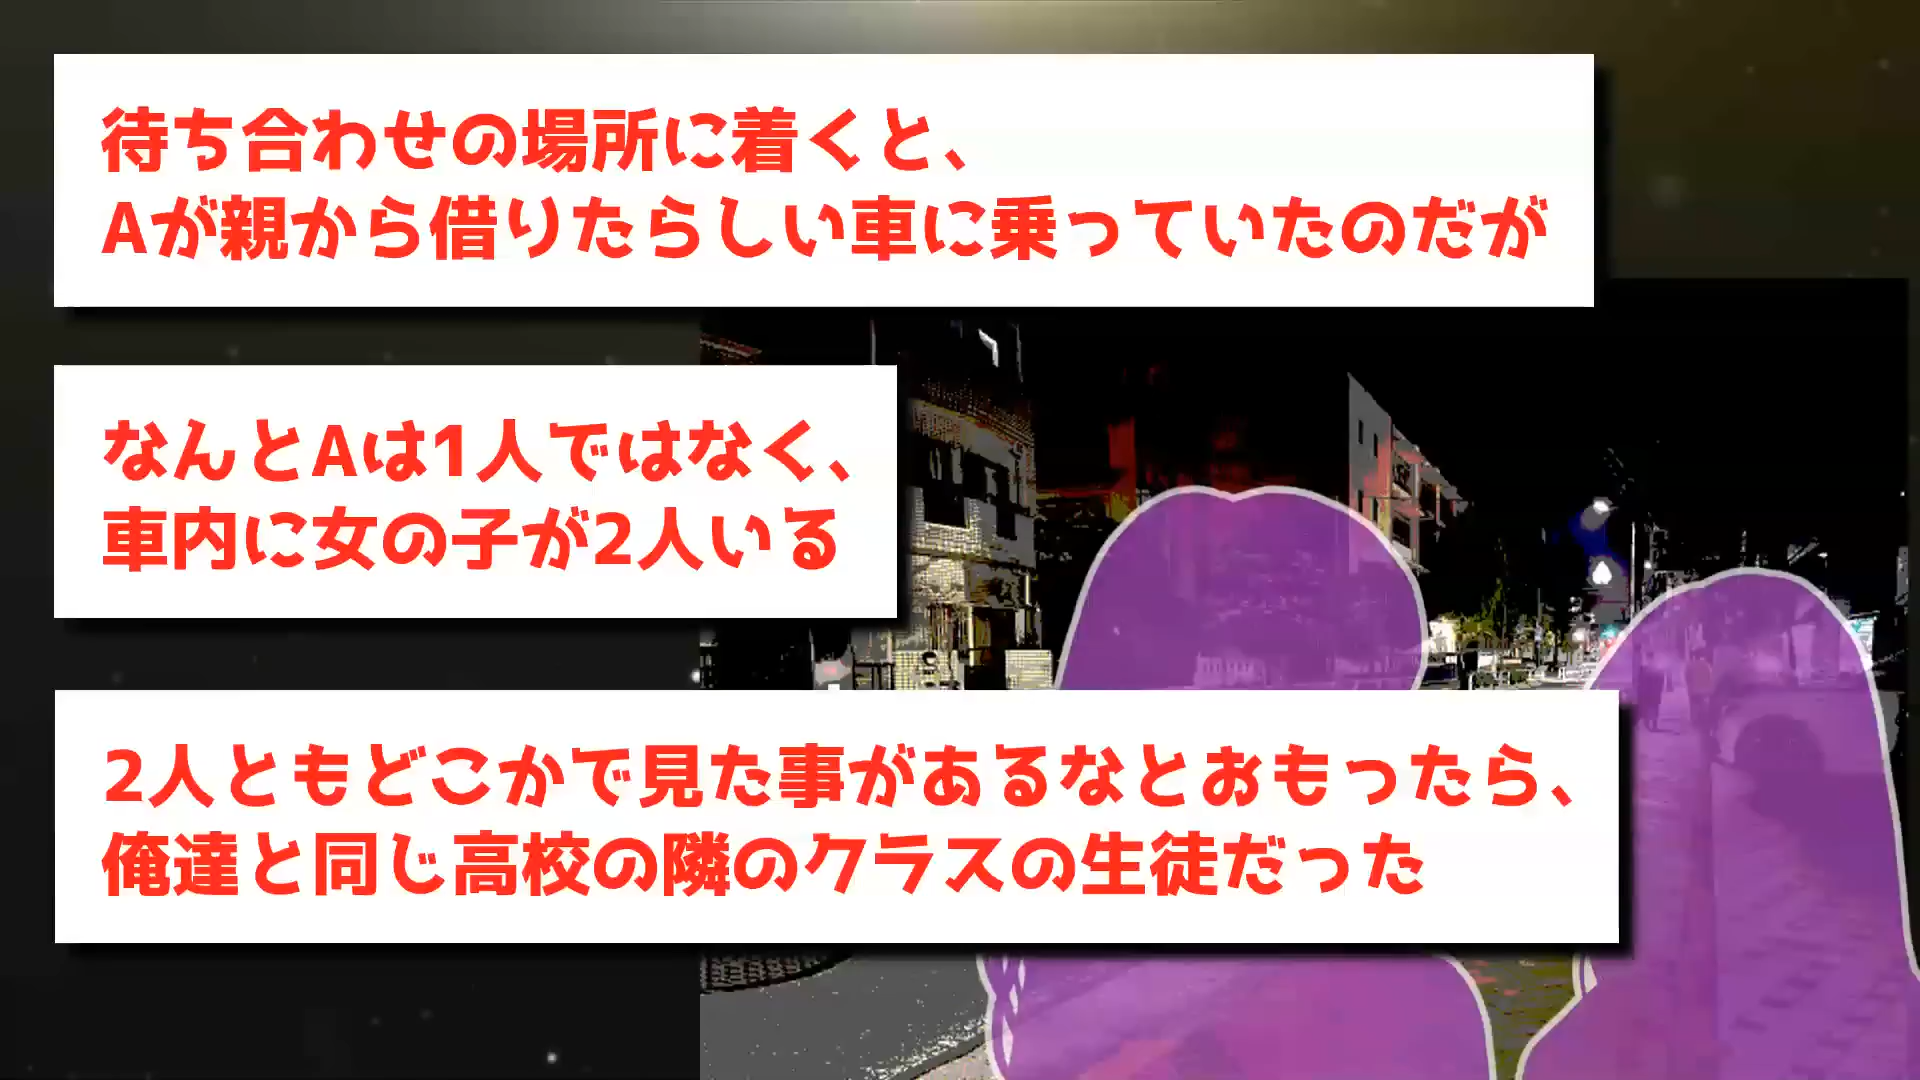 待ち合わせの場所に着くと、
Aが親から借りたらしい車に乗っていたのだが
なんとAは1人ではなく、
車内に女の子が2人いる
2人ともどこかで見た事があるなとおもったら、
俺達と同じ高校の隣のクラスの生徒だった